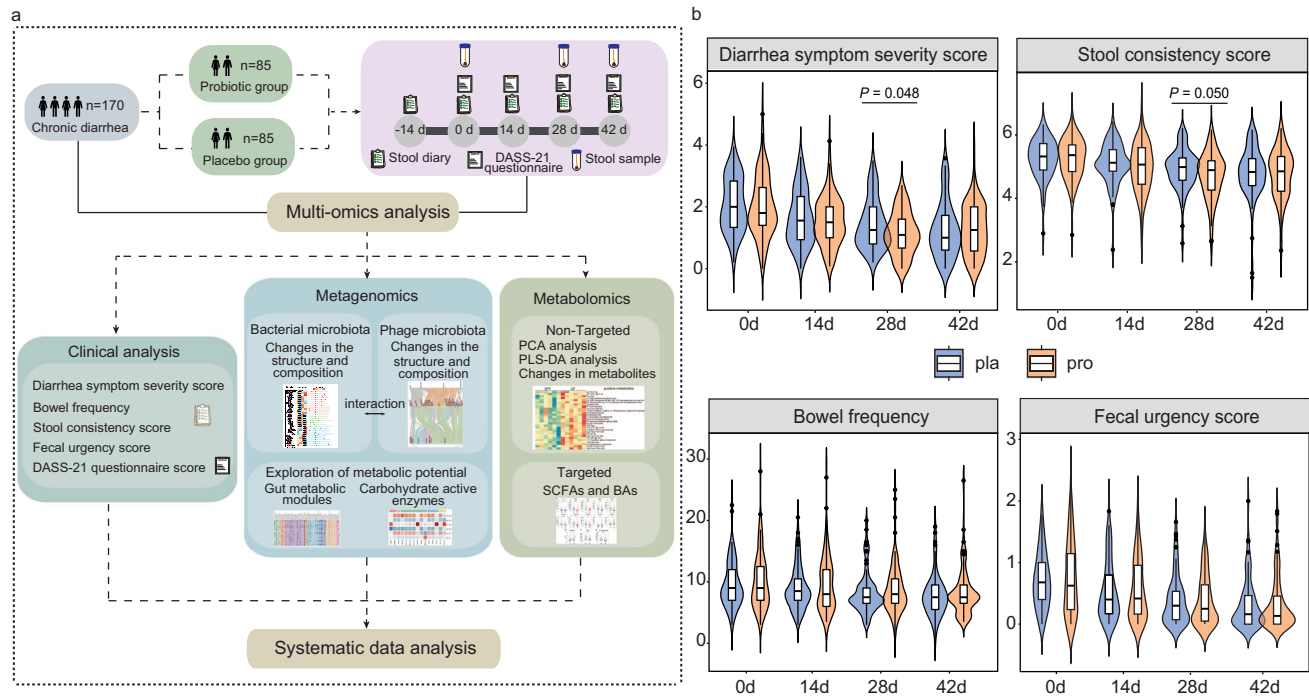 a
n=170
Chronic diarrhea
n=85
Probiotic group
n=85
Placebo group
-14 d
0 d
14 d
28 d
42 d
Stool diary
DASS-21
questionnaire
Stool sample
Multi-omics analysis
Clinical analysis
Diarrhea symptom severity score
Bowel frequency
Stool consistency score
Fecal urgency score
DASS-21 questionnaire score
Metagenomics
Bacterial microbiota
Changes in the
structure and
composition
interaction
Phage microbiota
Changes in the
structure and
composition
Exploration of metabolic potential
Gut metabolic
modules
Carbohydrate active
enzymes
Metabolomics
Non-Targeted
PCA analysis
PLS-DA analysis
Changes in metabolites
Targeted
SCFAs and BAs
Systematic data analysis
b
Diarrhea symptom severity score
P = 0.048
6
4
2
0
0d
14d
28d
42d
Stool consistency score
P = 0.050
6
4
2
0d
14d
28d
42d
pla
pro
Bowel frequency
30
20
10
0
0d
14d
28d
42d
Fecal urgency score
3
2
1
0
0d
14d
28d
42d